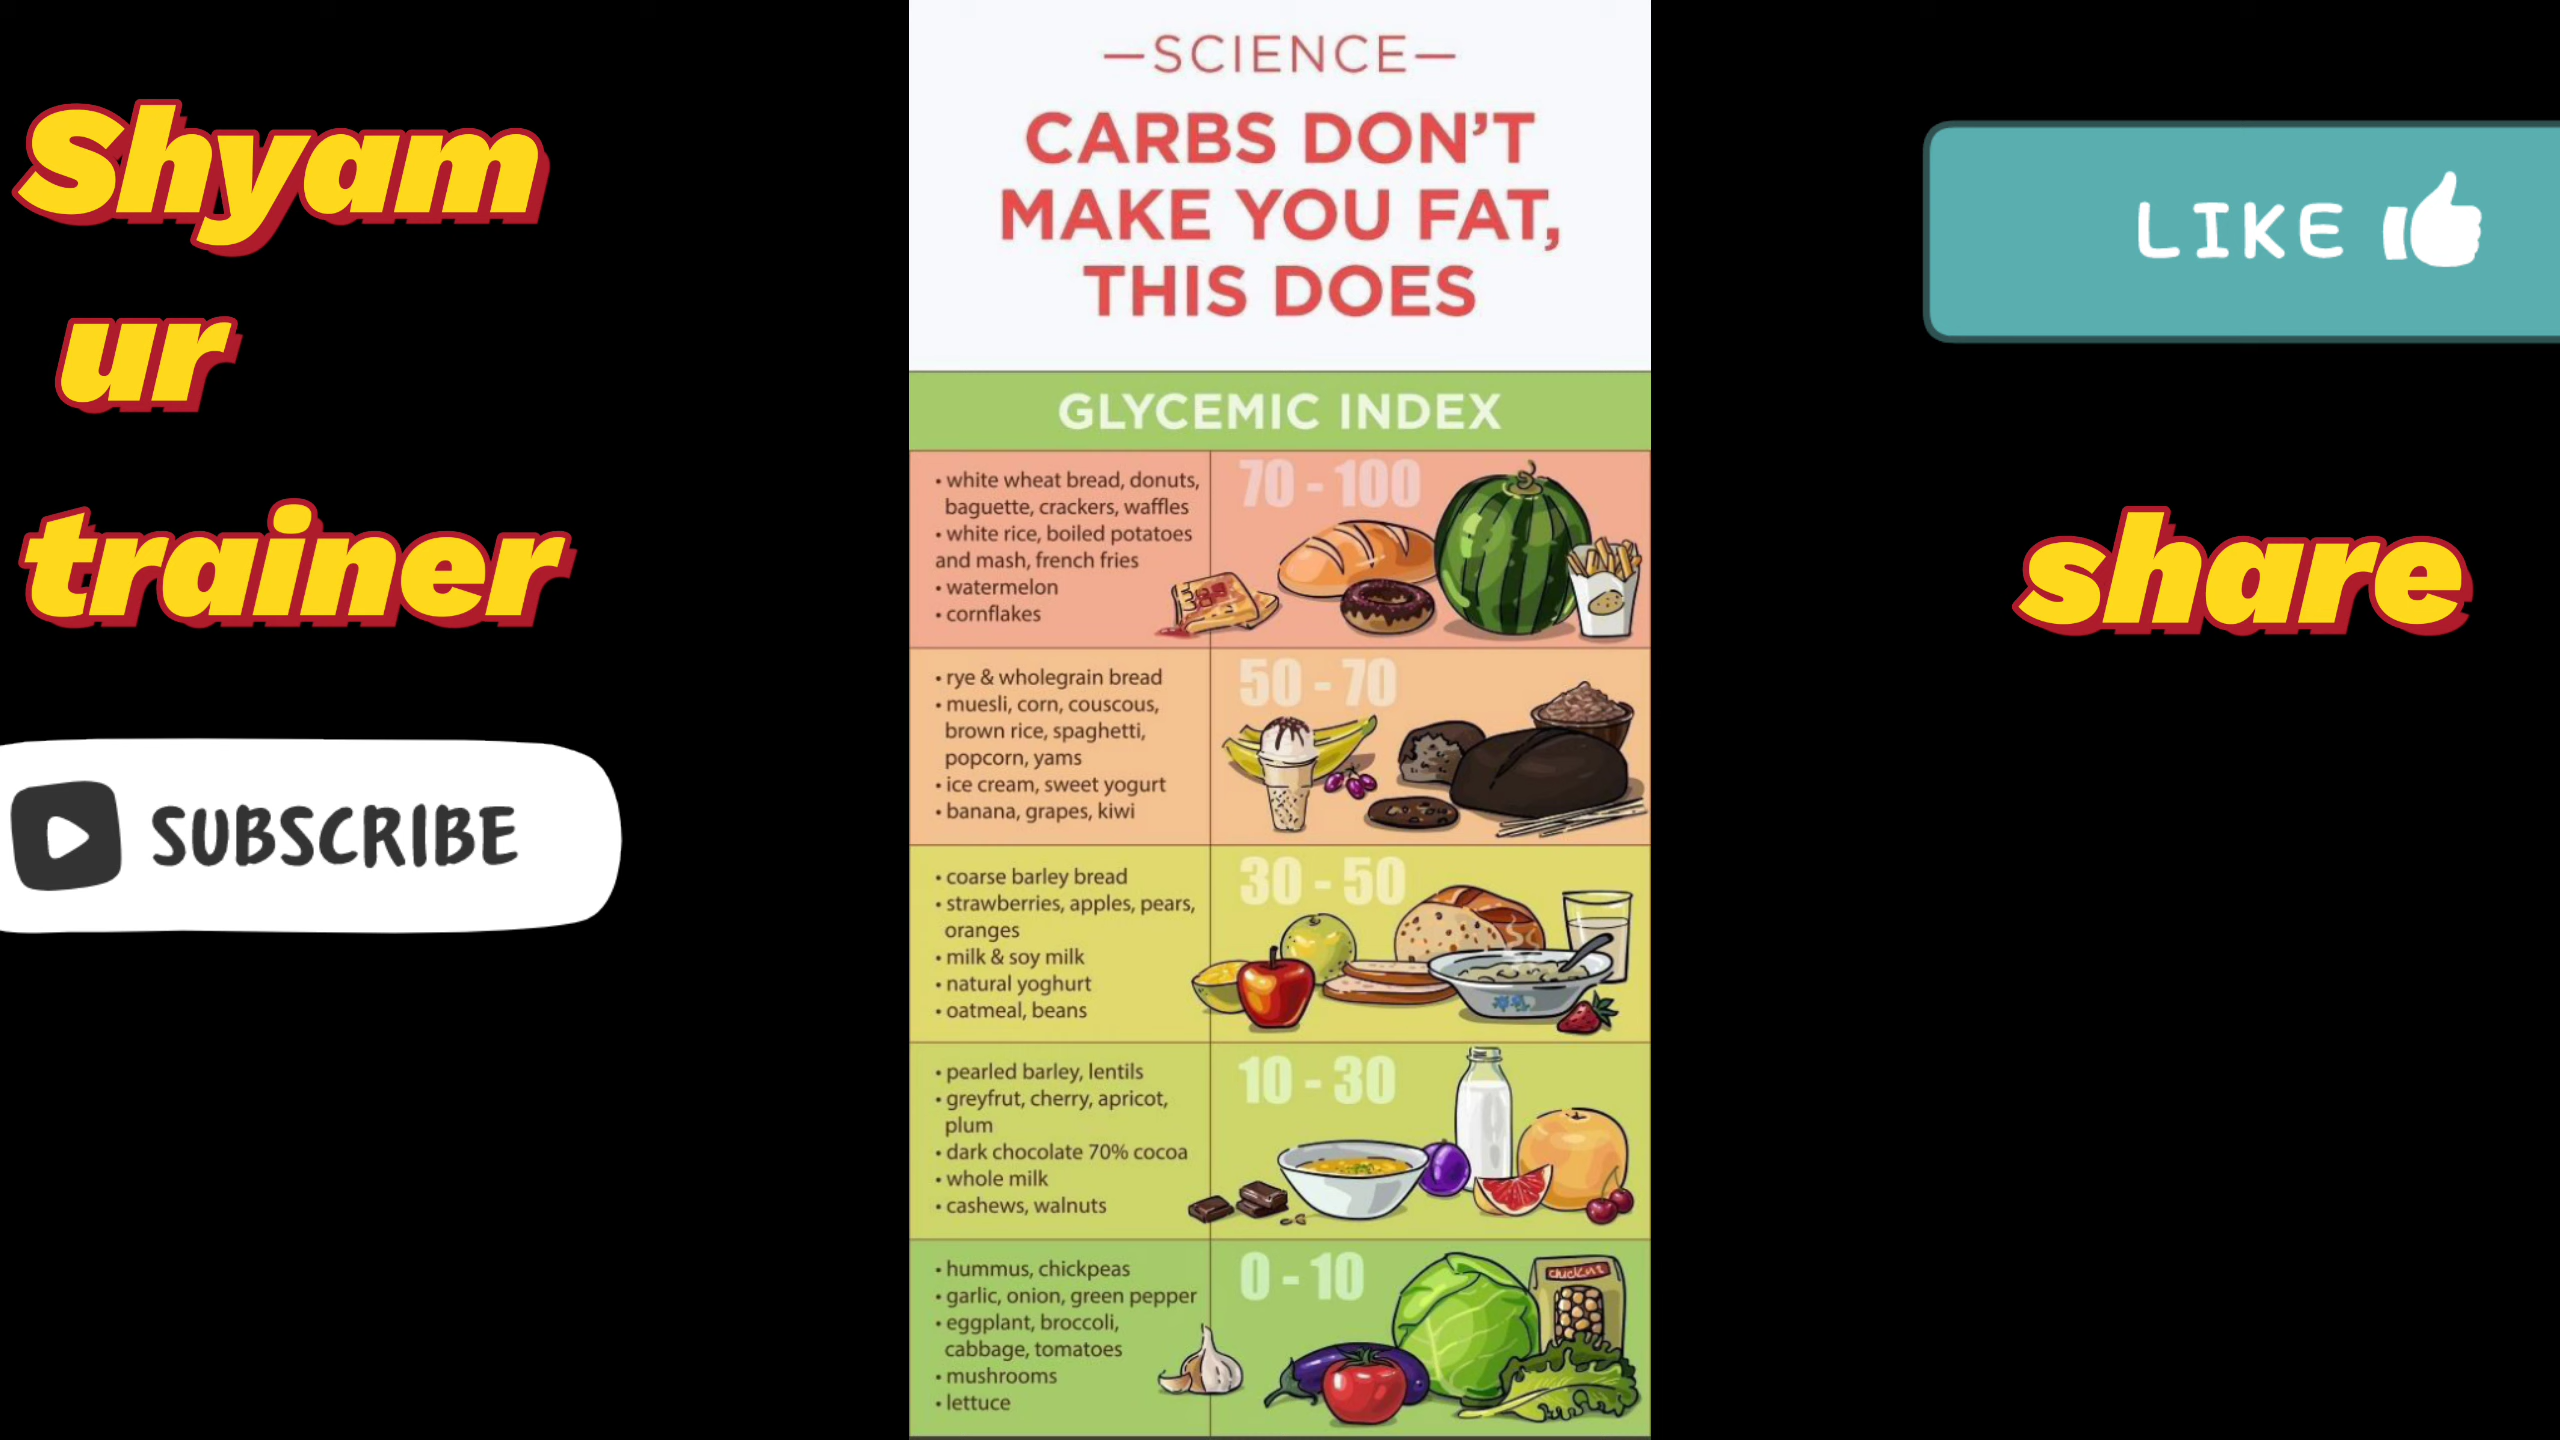 Shyam
ur
trainer
SUBSCRIBE
—SCIENCE—
CARBS DON'T
MAKE YOU FAT,
THIS DOES
GLYCEMIC INDEX
• white wheat bread, donuts,
baguette, crackers, waffles
• white rice, boiled potatoes
and mash, french fries
• watermelon
• cornflakes
70 - 100
• rye & wholegrain bread
• muesli, corn, couscous,
brown rice, spaghetti,
popcorn, yams
• ice cream, sweet yogurt
• banana, grapes, kiwi
50 - 70
• coarse barley bread
• strawberries, apples, pears,
oranges
• milk & soy milk
• natural yoghurt
• oatmeal, beans
30 - 50
• pearled barley, lentils
• greyfrut, cherry, apricot,
plum
• dark chocolate 70% cocoa
• whole milk
• cashews, walnuts
10 - 30
• hummus, chickpeas
• garlic, onion, green pepper
• eggplant, broccoli,
cabbage, tomatoes
• mushrooms
• lettuce
0 - 10
LIKE
share